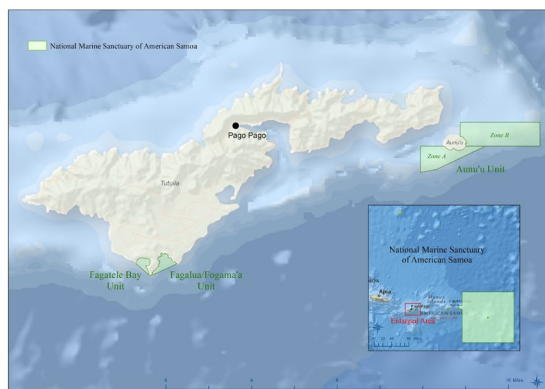 National Marine Sanctuary of American Samoa
Pago Pago
Zone B
Aunu'u
Zone A
Aunu'u Unit
Tutuila
Fagatele Bay
Unit
Fagalua/Fogama'a
Unit
National Marine Sanctuary
of American Samoa
Apia
Enlarged Area